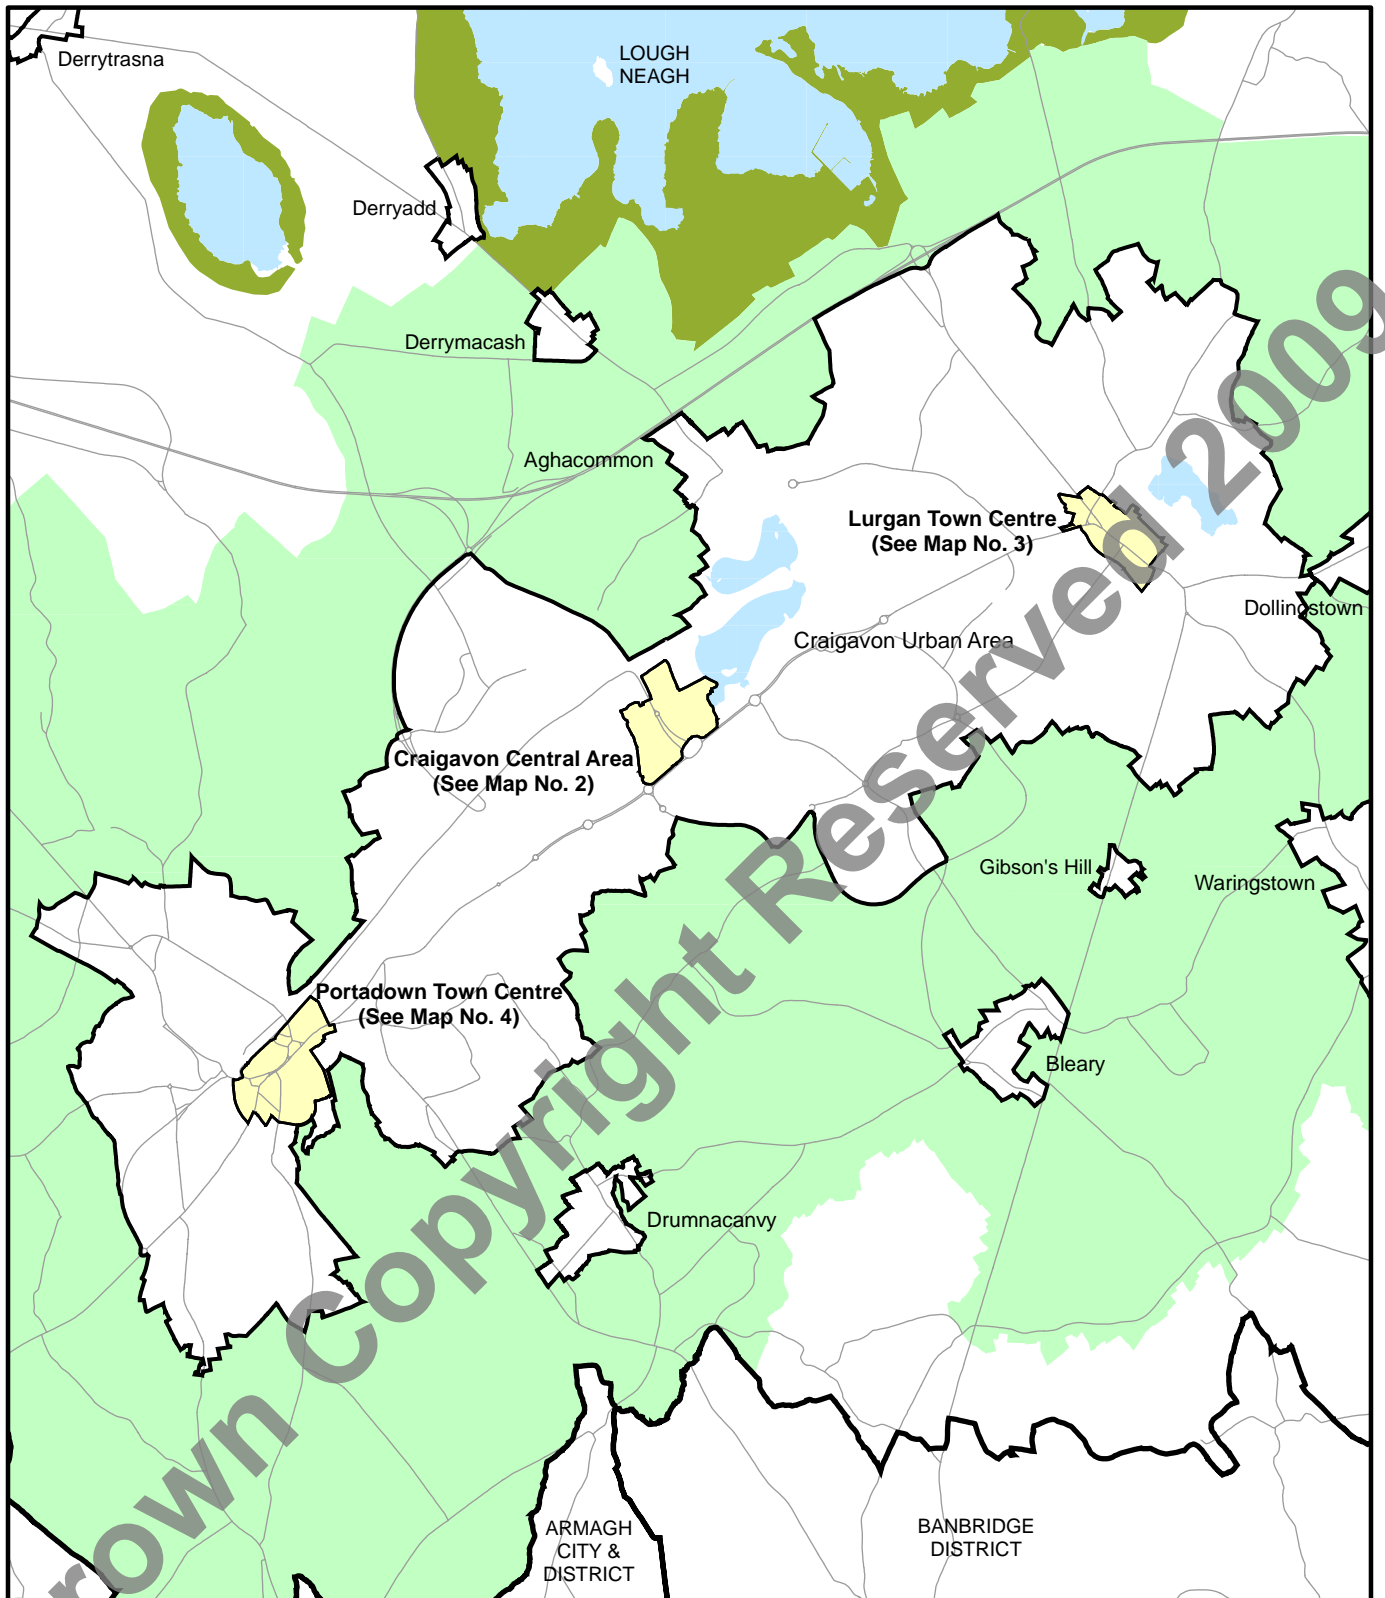 Derrytrasna
LOUGH
NEAGH
Derryadd
Derrymacash
Aghacommon
Lurgan Town Centre
(See Map No. 3)
Dollingstown
Craigavon Urban Area
Craigavon Central Area
(See Map No. 2)
Gibson's Hill
Waringstown
Portadown Town Centre
(See Map No. 4)
Bleary
Drumnacanvy
ARMAGH
CITY &
DISTRICT
BANBRIDGE
DISTRICT
rown Copyright Reserved 2009